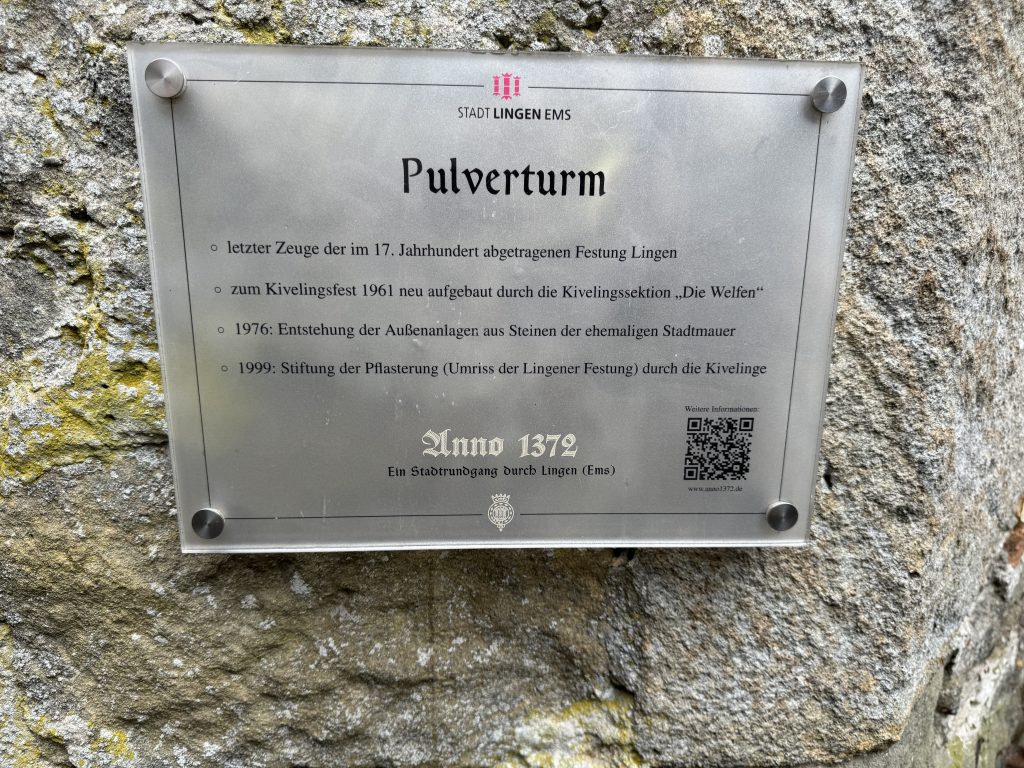 STADT LINGEN EMS
Pulverturm
◦ letzter Zeuge der im 17. Jahrhundert abgetragenen Festung Lingen
◦ zum Kivelingsfest 1961 neu aufgebaut durch die Kivelingssektion „Die Welfen“
◦ 1976: Entstehung der Außenanlagen aus Steinen der ehemaligen Stadtmauer
◦ 1999: Stiftung der Pflasterung (Umriss der Lingener Festung) durch die Kivelinge
Weitere Informationen:
Anno 1372
Ein Stadtrundgang durch Lingen (Ems)
www.anno1372.de